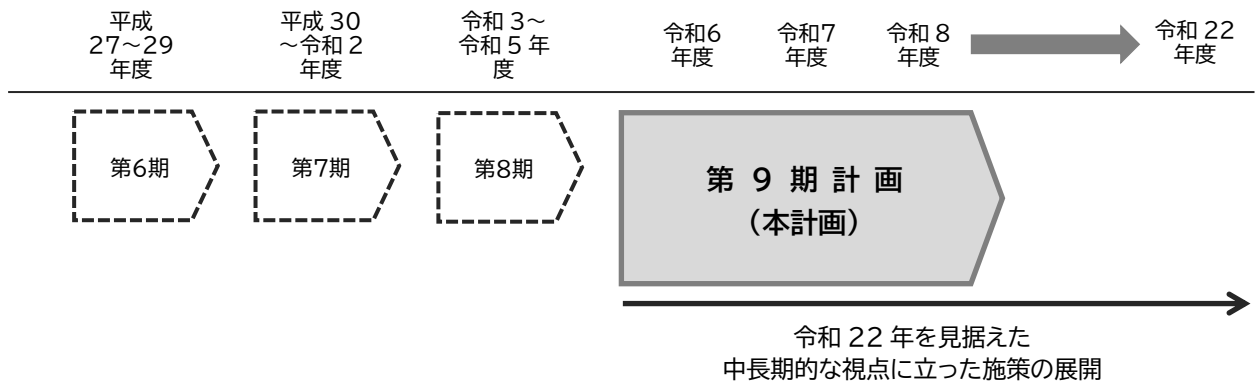 平成
27～29
年度
平成 30
～令和 2
年度
令和 3～
令和 5 年
度
令和6
年度
令和7
年度
令和 8
年度
令和 22
年度
第6期
第7期
第8期
第 9 期 計 画
（本計画）
令和 22 年を見据えた
中長期的な視点に立った施策の展開